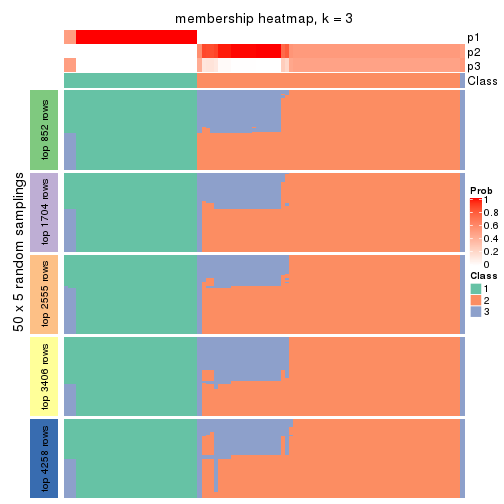 membership heatmap, k = 3
p1
p2
p3
Class
50 x 5 random samplings
top 852 rows
top 1704 rows
top 2555 rows
top 3406 rows
top 4258 rows
Prob
1
0.8
0.6
0.4
0.2
0
Class
1
2
3